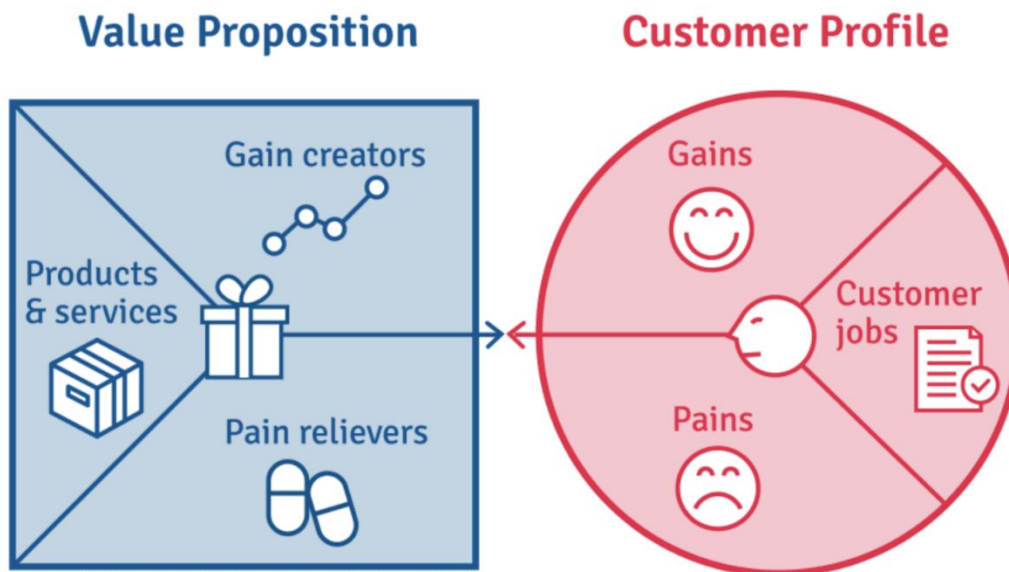 Value Proposition
Customer Profile
Gain creators
Products
& services
Pain relievers
Gains
Customer
jobs
Pains